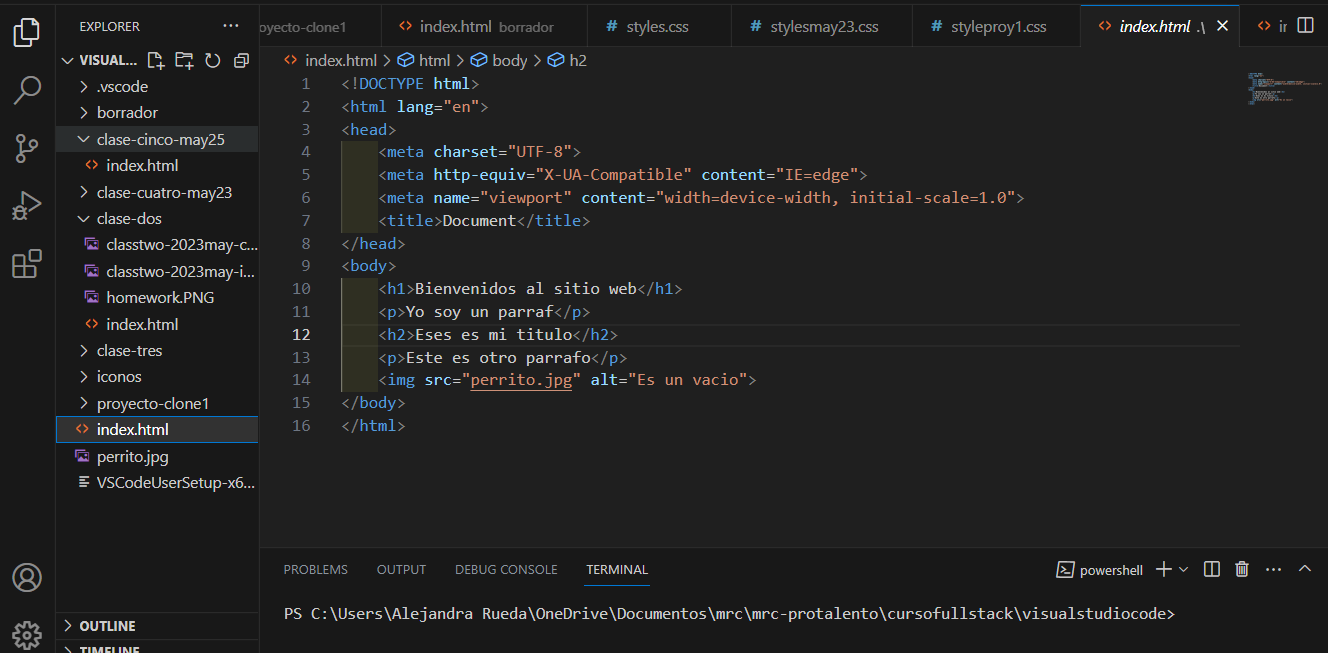 EXPLORER
VISUAL...
.vscode
borrador
clase-cinco-may25
index.html
clase-cuatro-may23
clase-dos
classtwo-2023may-c...
classtwo-2023may-i...
homework.PNG
index.html
clase-tres
iconos
proyecto-clone1
index.html
perrito.jpg
VSCodeUserSetup-x6...
OUTLINE
TIMELINE
oyecto-clone1 index.html borrador # styles.css # stylesmay23.css # styleproy1.css index.html .\
index.html > html > body > h2
1 <!DOCTYPE html>
2 <html lang="en">
3 <head>
4 <meta charset="UTF-8">
5 <meta http-equiv="X-UA-Compatible" content="IE=edge">
6 <meta name="viewport" content="width=device-width, initial-scale=1.0">
7 <title>Document</title>
8 </head>
9 <body>
10 <h1>Bienvenidos al sitio web</h1>
11 <p>Yo soy un parraf</p>
12 <h2>Eses es mi titulo</h2>
13 <p>Este es otro parrafo</p>
14 <img src="perrito.jpg" alt="Es un vacio">
15 </body>
16 </html>
PROBLEMS OUTPUT DEBUG CONSOLE TERMINAL powershell
PS C:\Users\Alejandra Rueda\OneDrive\Documentos\mrc\mrc-protalento\cursofullstack\visualstudiocode>